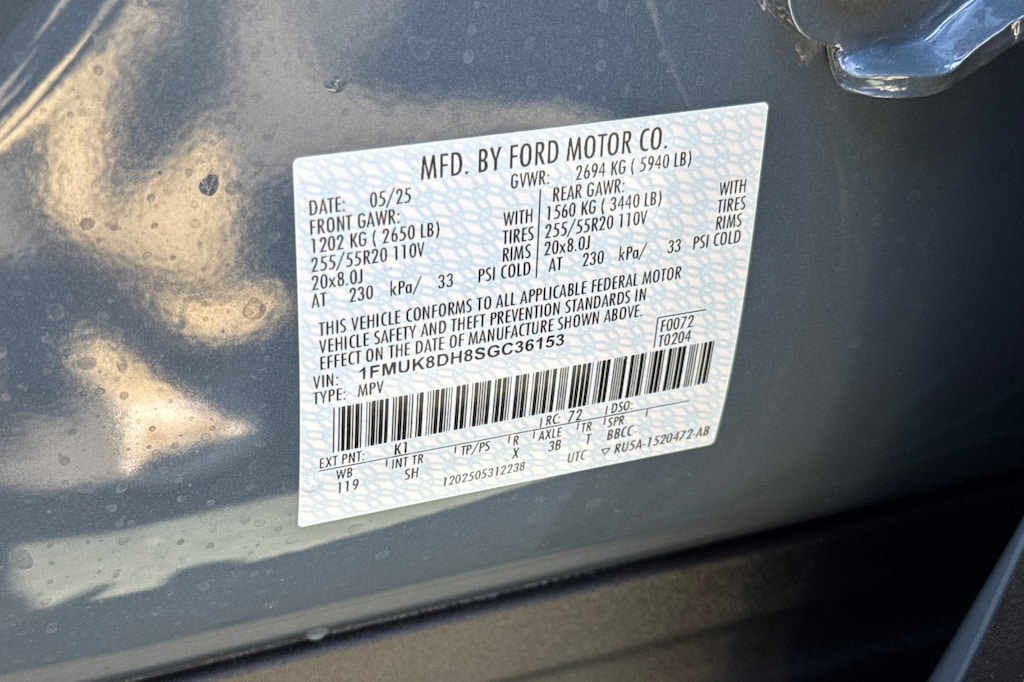 MFD. BY FORD MOTOR CO.
DATE: 05/25 GVWR: 2694 KG ( 5940 LB)
FRONT GAWR: REAR GAWR:
1202 KG ( 2650 LB) WITH 1560 KG ( 3440 LB) WITH
255/55R20 110V TIRES 255/55R20 110V TIRES
20x8.0J RIMS 20x8.0J RIMS
AT 230 kPa/ 33 PSI COLD AT 230 kPa/ 33 PSI COLD
THIS VEHICLE CONFORMS TO ALL APPLICABLE FEDERAL MOTOR
VEHICLE SAFETY AND THEFT PREVENTION STANDARDS IN
EFFECT ON THE DATE OF MANUFACTURE SHOWN ABOVE.
VIN: 1FMUK8DH8SGC36153 F0072
TYPE: MPV T0204
EXT PNT: K1 RC: 72 DSO:
WB INT TR TP/PS R AXLE TR SPR
119 SH X 3B T BBCC
1202505312238 UTC ▽ RU5A-1520472-AB